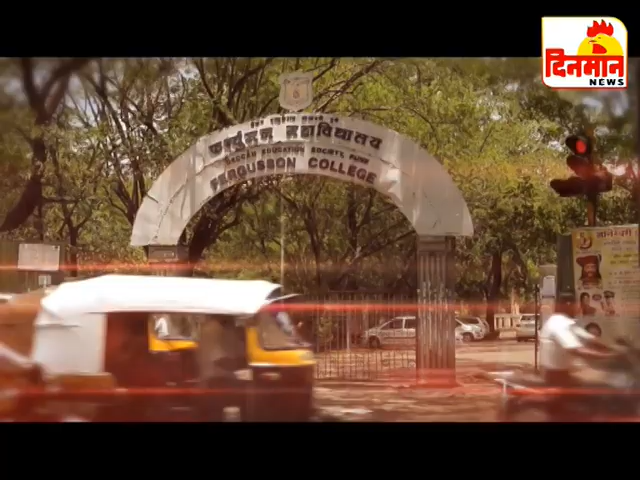 दिनमान
NEWS
फर्ग्युसन महाविद्यालय
DECCAN EDUCATION SOCIETY, PUNE
FERGUSSON COLLEGE